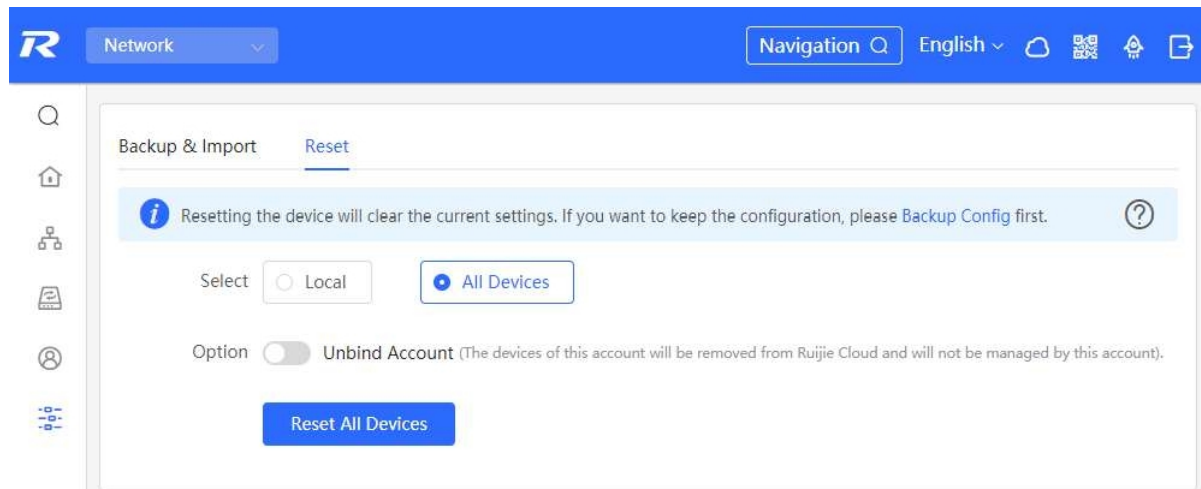 R Network Navigation English
Backup & Import Reset
i Resetting the device will clear the current settings. If you want to keep the configuration, please Backup Config first. ?
Select Local All Devices
Option Unbind Account (The devices of this account will be removed from Ruijie Cloud and will not be managed by this account).
Reset All Devices